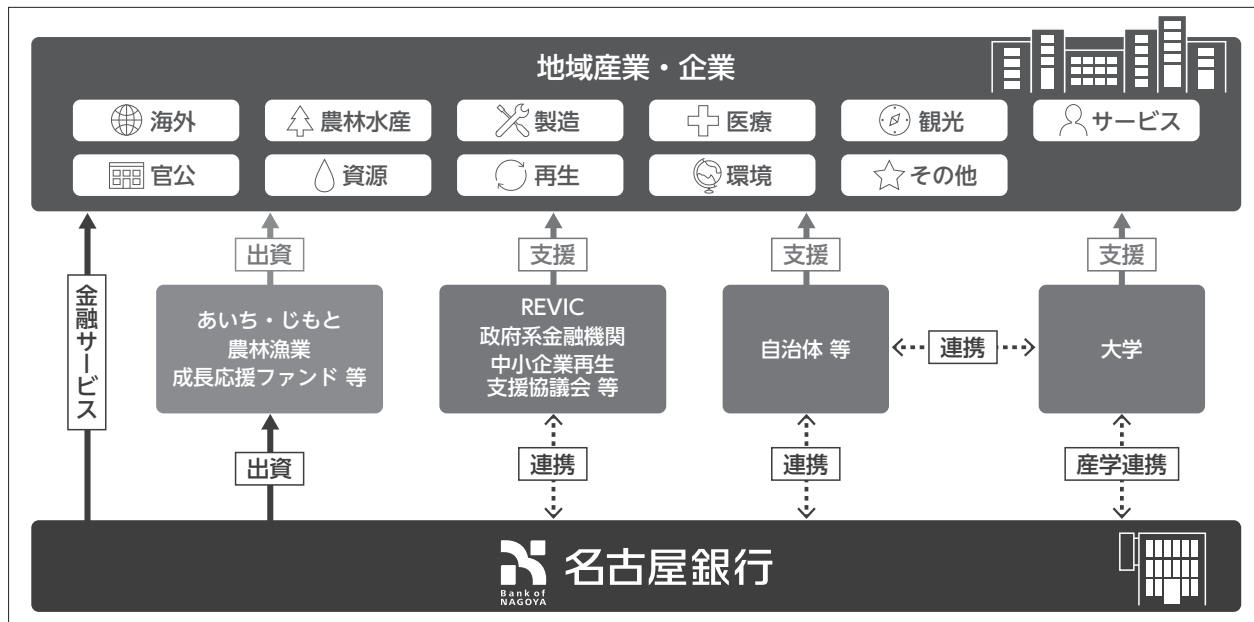 地域産業・企業
海外
農林水産
製造
医療
観光
サービス
官公
資源
再生
環境
その他
出資
支援
支援
支援
金融サービス
あいち・じもと
農林漁業
成長応援ファンド 等
REVIC
政府系金融機関
中小企業再生
支援協議会 等
自治体 等
連携
大学
出資
連携
連携
産学連携
Bank of
NAGOYA
名古屋銀行